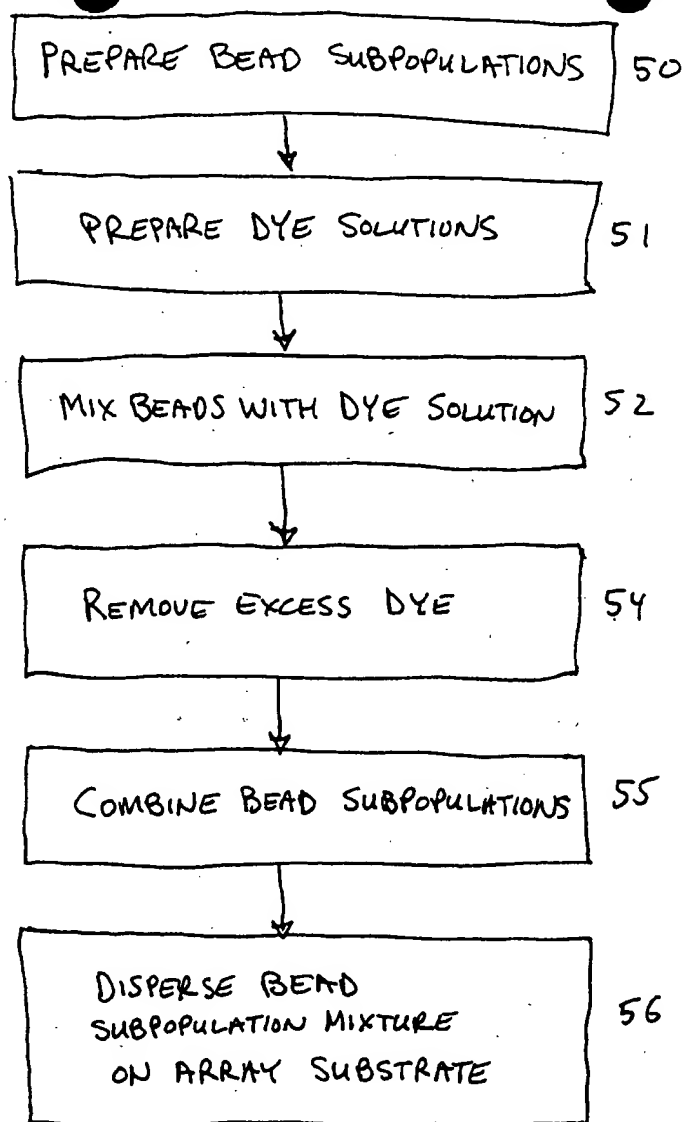 PREPARE BEAD SUBPOPULATIONS 50
PREPARE DYE SOLUTIONS 51
MIX BEADS WITH DYE SOLUTION 52
REMOVE EXCESS DYE 54
COMBINE BEAD SUBPOPULATIONS 55
DISPERSE BEAD
SUBPOPULATION MIXTURE 56
ON ARRAY SUBSTRATE